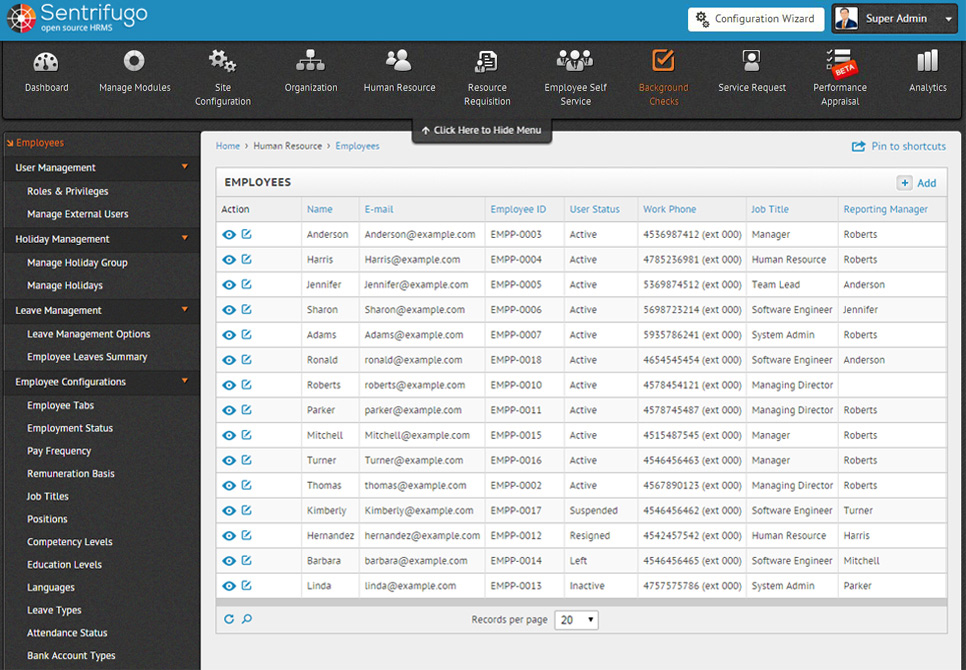 Sentrifugo
open source HRMS
Configuration Wizard
Super Admin
Dashboard
Manage Modules
Site
Configuration
Organization
Human Resource
Resource
Requisition
Employee Self
Service
Background
Checks
Service Request
BETA
Performance
Appraisal
Analytics
Click Here to Hide Menu
Employees
User Management
Roles & Privileges
Manage External Users
Holiday Management
Manage Holiday Group
Manage Holidays
Leave Management
Leave Management Options
Employee Leaves Summary
Employee Configurations
Employee Tabs
Employment Status
Pay Frequency
Remuneration Basis
Job Titles
Positions
Competency Levels
Education Levels
Languages
Leave Types
Attendance Status
Bank Account Types
Home › Human Resource › Employees
Pin to shortcuts
EMPLOYEES
+ Add
Action Name E-mail Employee ID User Status Work Phone Job Title Reporting Manager
Anderson Anderson@example.com EMPP-0003 Active 4536987412 (ext 000) Manager Roberts
Harris Harris@example.com EMPP-0004 Active 4785236981 (ext 000) Human Resource Roberts
Jennifer Jennifer@example.com EMPP-0005 Active 5369874512 (ext 000) Team Lead Anderson
Sharon Sharon@example.com EMPP-0006 Active 5698723214 (ext 000) Software Engineer Jennifer
Adams Adams@example.com EMPP-0007 Active 5935786241 (ext 000) System Admin Roberts
Ronald ronald@example.com EMPP-0018 Active 4654545454 (ext 000) Software Engineer Anderson
Roberts roberts@example.com EMPP-0010 Active 4578454121 (ext 000) Managing Director
Parker parker@example.com EMPP-0011 Active 4578745487 (ext 000) Managing Director Roberts
Mitchell Mitchell@example.com EMPP-0015 Active 4515487545 (ext 000) Manager Roberts
Turner Turner@example.com EMPP-0016 Active 4546456463 (ext 000) Manager Roberts
Thomas thomas@example.com EMPP-0002 Active 4567890123 (ext 000) Managing Director Roberts
Kimberly Kimberly@example.com EMPP-0017 Suspended 4546456462 (ext 000) Software Engineer Turner
Hernandez hernandez@example.com EMPP-0012 Resigned 4542457542 (ext 000) Human Resource Harris
Barbara barbara@example.com EMPP-0014 Left 4546456465 (ext 000) Software Engineer Mitchell
Linda linda@example.com EMPP-0013 Inactive 4757575786 (ext 000) System Admin Parker
Records per page 20